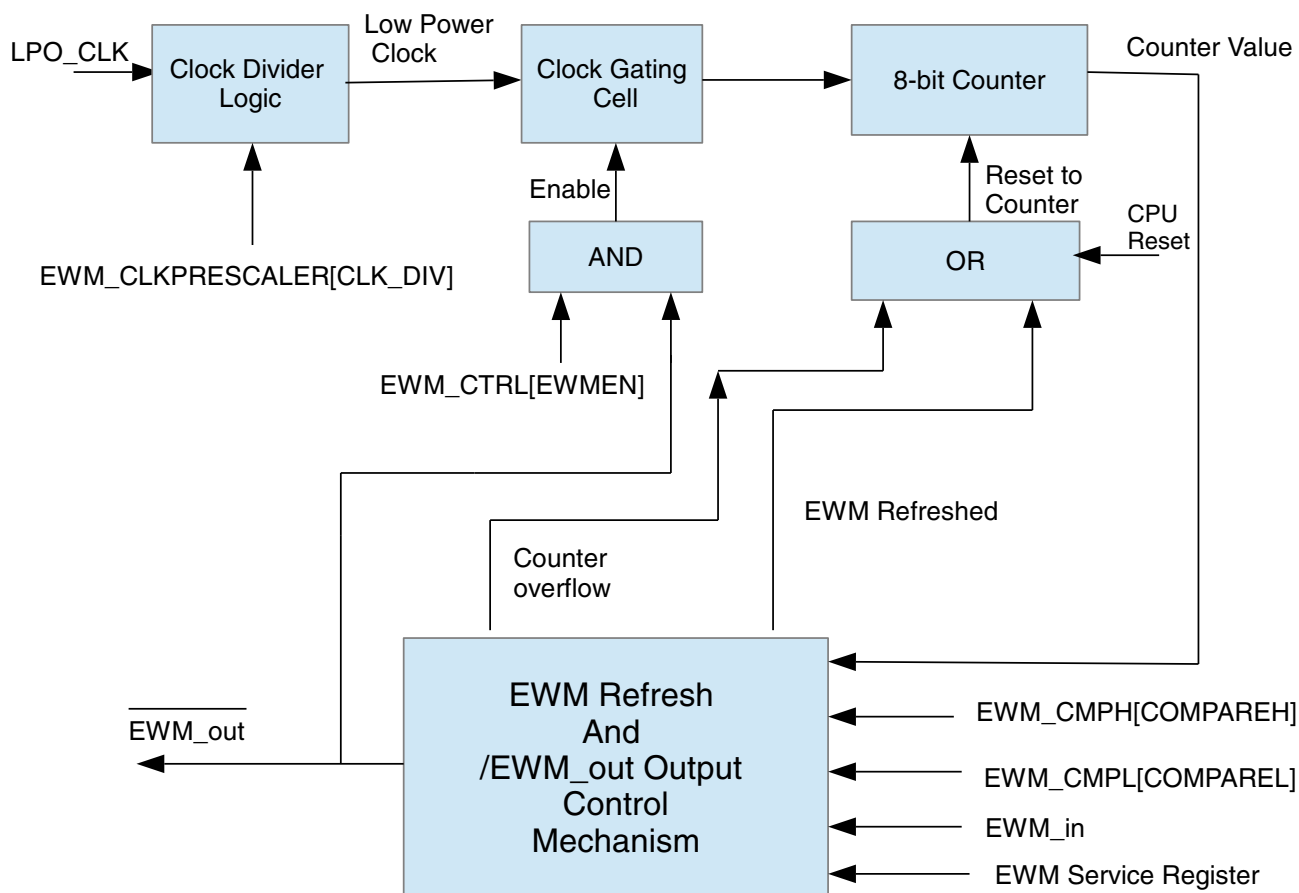 LPO_CLK
Clock Divider
Logic
Low Power
Clock
Clock Gating
Cell
8-bit Counter
Counter Value
Enable
Reset to
Counter
CPU
Reset
AND
OR
EWM_CLKPRESCALER[CLK_DIV]
EWM_CTRL[EWMEN]
EWM Refreshed
Counter
overflow
EWM_out
EWM Refresh
And
/EWM_out Output
Control
Mechanism
EWM_CMPH[COMPAREH]
EWM_CMPL[COMPAREL]
EWM_in
EWM Service Register